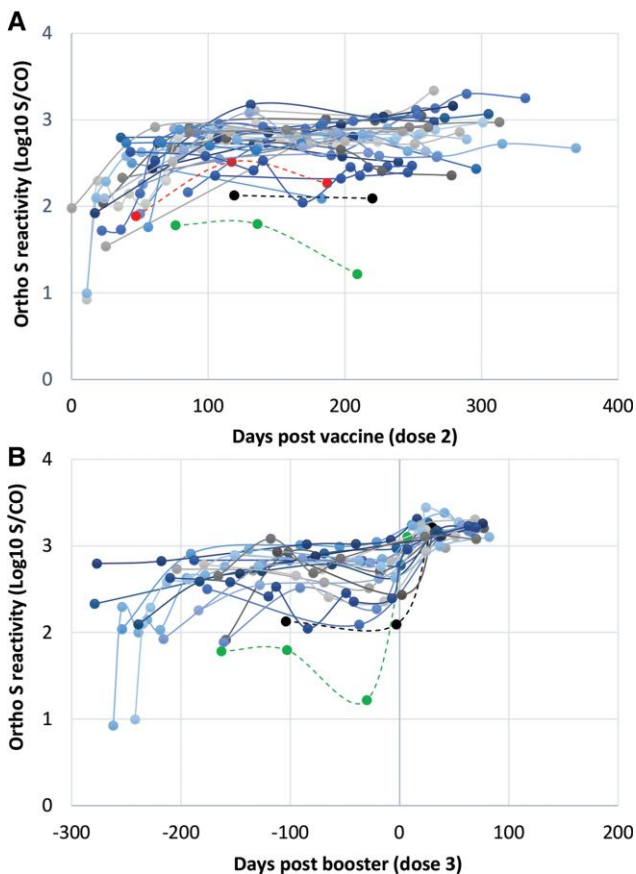 A
4
3
2
1
0
0 100 200 300 400
Ortho S reactivity (Log10 S/CO)
Days post vaccine (dose 2)
B
4
3
2
1
0
-300 -200 -100 0 100 200
Ortho S reactivity (Log10 S/CO)
Days post booster (dose 3)